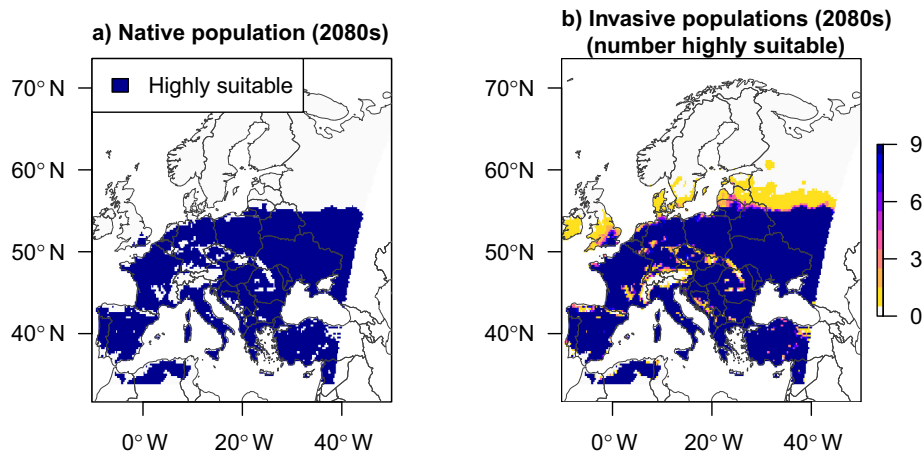 a) Native population (2080s)
b) Invasive populations (2080s)
(number highly suitable)
Highly suitable
70° N
60° N
50° N
40° N
0° W
20° W
40° W
70° N
60° N
50° N
40° N
0° W
20° W
40° W
9
6
3
0